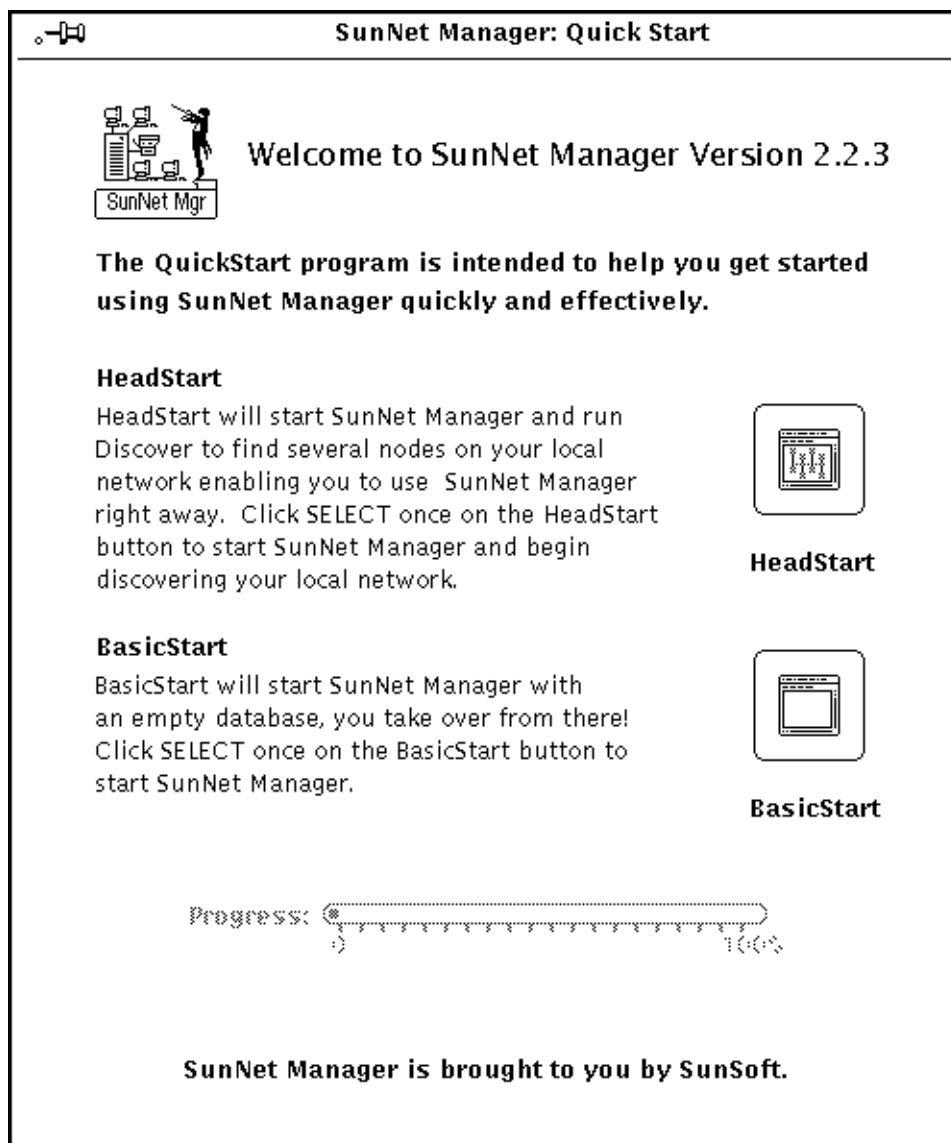 SunNet Manager: Quick Start
Welcome to SunNet Manager Version 2.2.3
SunNet Mgr
The QuickStart program is intended to help you get started
using SunNet Manager quickly and effectively.
HeadStart
HeadStart will start SunNet Manager and run
Discover to find several nodes on your local
network enabling you to use SunNet Manager
right away. Click SELECT once on the HeadStart
button to start SunNet Manager and begin
discovering your local network.
HeadStart
BasicStart
BasicStart will start SunNet Manager with
an empty database, you take over from there!
Click SELECT once on the BasicStart button to
start SunNet Manager.
BasicStart
Progress:
0 100%
SunNet Manager is brought to you by SunSoft.